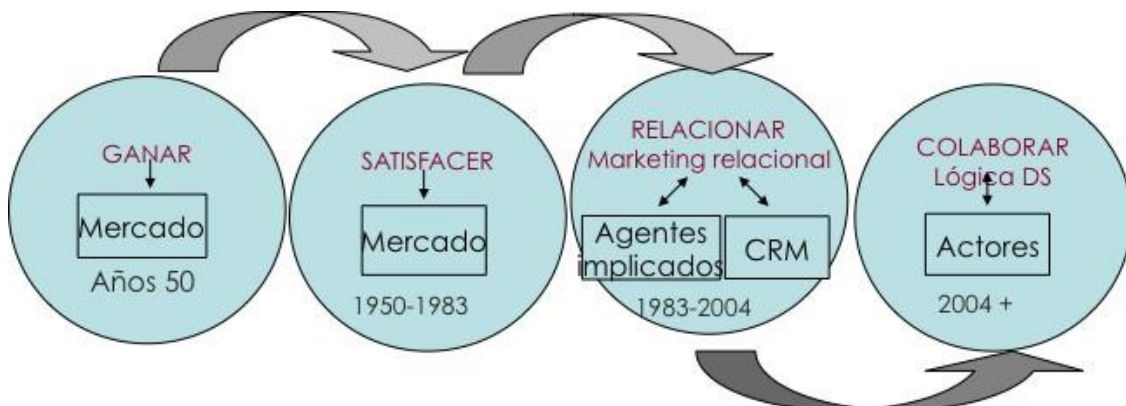 GANAR
Mercado
Años 50
SATISFACER
Mercado
1950-1983
RELACIONAR
Marketing relacional
Agentes
implicados
CRM
1983-2004
COLABORAR
Lógica DS
Actores
2004 +